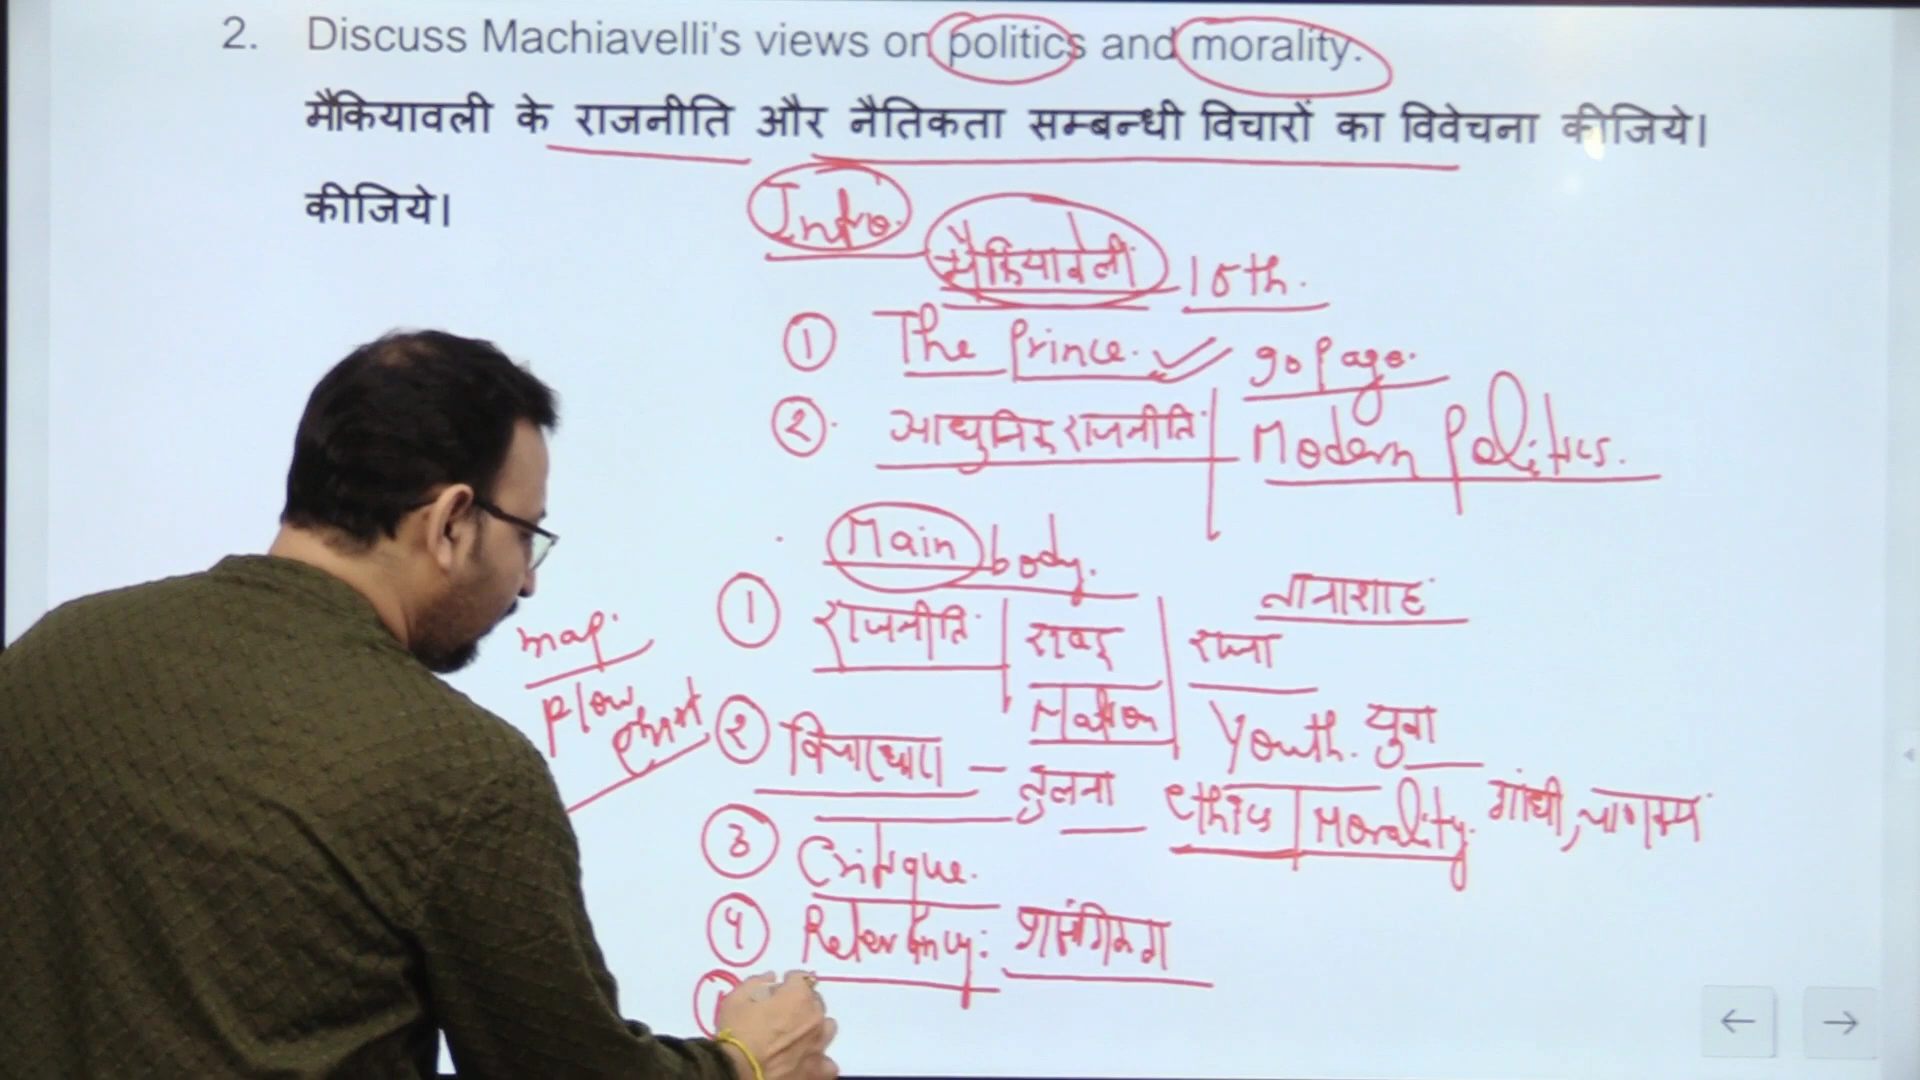 2. Discuss Machiavelli's views on politics and morality.
मैकियावली के राजनीति और नैतिकता सम्बन्धी विचारों का विवेचना कीजिये।
कीजिये।
Intro.
मैकियावेली 15th.
① The Prince. 90 Page.
② आधुनिक राजनीति Modern Politics.
Main body.
तानाशाह
① राजनीति राजा
Youth. युवा
map.
Flow chart
② विचारधारा – तुलना ethics Morality. गांधी, चाणक्य
③ Critique.
④ Relevancy: प्रासंगिकता